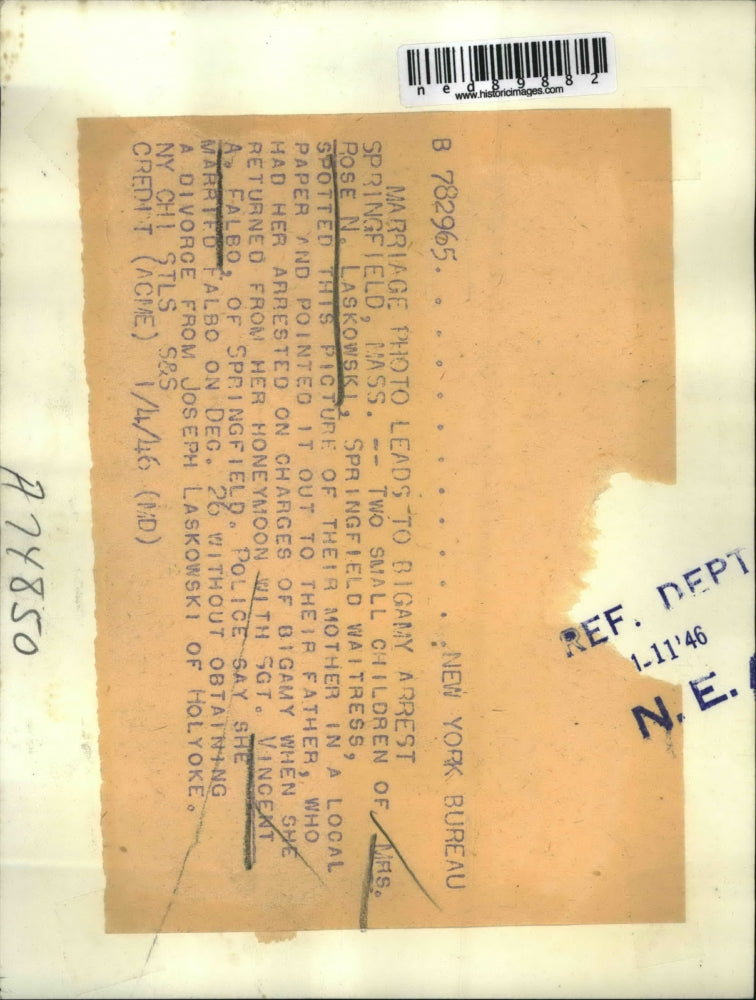 ned89882
www.historicimages.com
B 782965. . . . . . . . . . . . . . NEW YORK BUREAU
MARRIAGE PHOTO LEADS TO BIGAMY ARREST
SPRINGFIELD, MASS. -- TWO SMALL CHILDREN OF MRS.
ROSE N. LASKOWSKI, SPRINGFIELD WAITRESS,
SPOTTED THIS PICTURE OF THEIR MOTHER IN A LOCAL
PAPER AND POINTED IT OUT TO THEIR FATHER, WHO
HAD HER ARRESTED ON CHARGES OF BIGAMY WHEN SHE
RETURNED FROM HER HONEYMOON WITH SGT. VINCENT
A. FALBO, OF SPRINGFIELD. POLICE SAY SHE
MARRIED FALBO ON DEC. 26 WITHOUT OBTAINING
A DIVORCE FROM JOSEPH LASKOWSKI OF HOLYOKE.
NY CHI STLS S&S
CREDIT (ACME) 1/4/46 (MD)
REF. DEPT
1-11'46
N. E. A
A74850